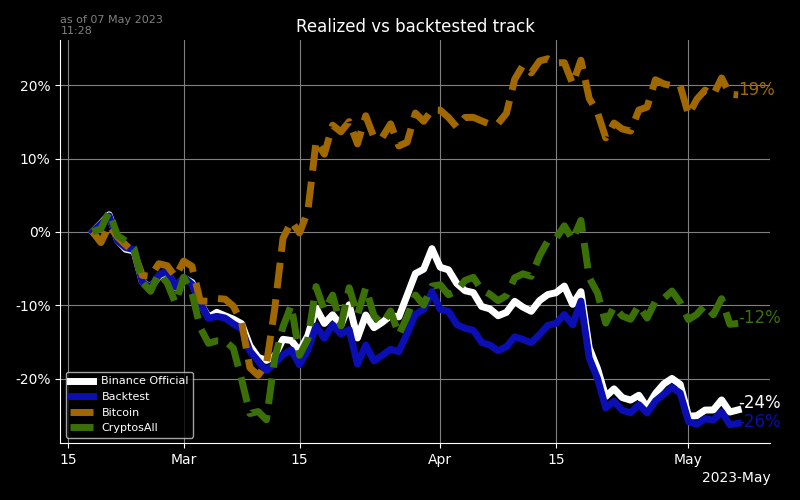 as of 07 May 2023
11:28
Realized vs backtested track
20%
10%
0%
-10%
-20%
19%
-12%
-24%
-26%
Binance Official
Backtest
Bitcoin
CryptosAll
15
Mar
15
Apr
15
May
2023-May